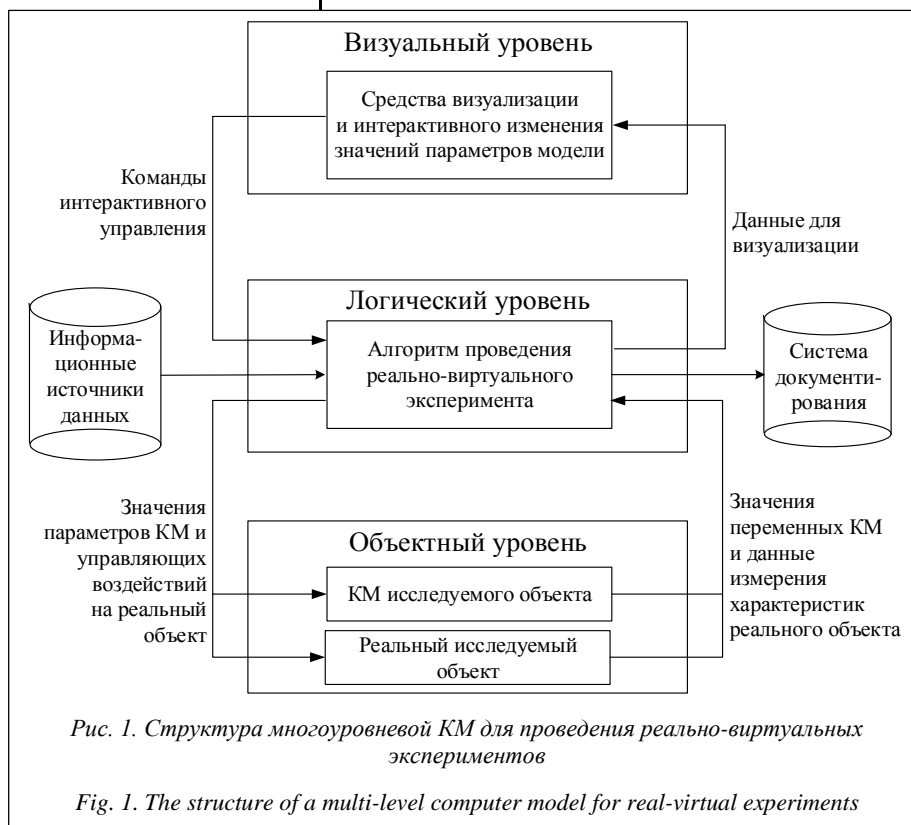 Визуальный уровень
Средства визуализации
и интерактивного изменения
значений параметров модели
Команды
интерактивного
управления
Данные для
визуализации
Логический уровень
Информа-
ционные
источники
данных
Алгоритм проведения
реально-виртуального
эксперимента
Система
документи-
рования
Значения
параметров КМ и
управляющих
воздействий
на реальный
объект
Объектный уровень
КМ исследуемого объекта
Реальный исследуемый
объект
Значения
переменных КМ
и данные
измерения
характеристик
реального объекта
Рис. 1. Структура многоуровневой КМ для проведения реально-виртуальных
экспериментов
Fig. 1. The structure of a multi-level computer model for real-virtual experiments